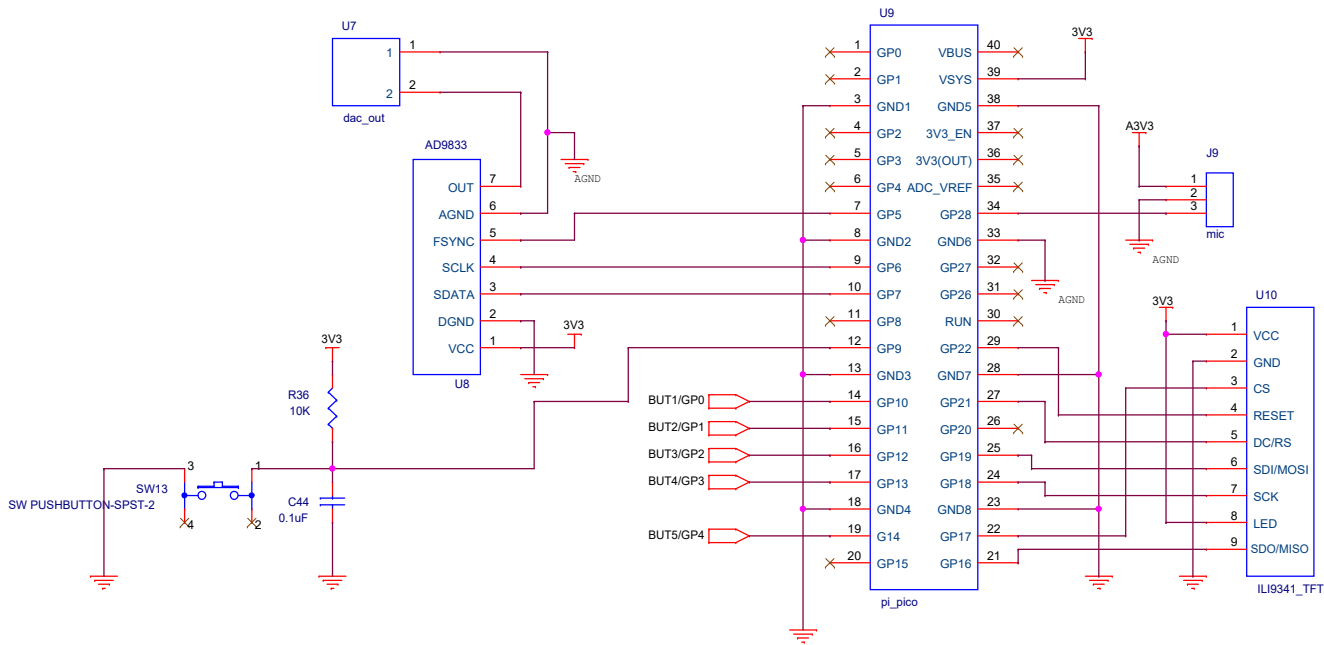 U7
1
1
2
2
dac_out
AGND
AD9833
OUT
7
AGND
6
FSYNC
5
SCLK
4
SDATA
3
DGND
2
VCC
1
U8
3V3
3V3
R36
10K
C44
0.1uF
3
1
SW13
SW PUSHBUTTON-SPST-2
4
2
BUT1/GP0
BUT2/GP1
BUT3/GP2
BUT4/GP3
BUT5/GP4
U9
1 GP0 VBUS 40
2 GP1 VSYS 39
3 GND1 GND5 38
4 GP2 3V3_EN 37
5 GP3 3V3(OUT) 36
6 GP4 ADC_VREF 35
7 GP5 GP28 34
8 GND2 GND6 33
9 GP6 GP27 32
10 GP7 GP26 31
11 GP8 RUN 30
12 GP9 GP22 29
13 GND3 GND7 28
14 GP10 GP21 27
15 GP11 GP20 26
16 GP12 GP19 25
17 GP13 GP18 24
18 GND4 GND8 23
19 G14 GP17 22
20 GP15 GP16 21
pi_pico
3V3
A3V3
J9
1
2
3
mic
AGND
AGND
3V3
U10
1 VCC
2 GND
3 CS
4 RESET
5 DC/RS
6 SDI/MOSI
7 SCK
8 LED
9 SDO/MISO
ILI9341_TFT